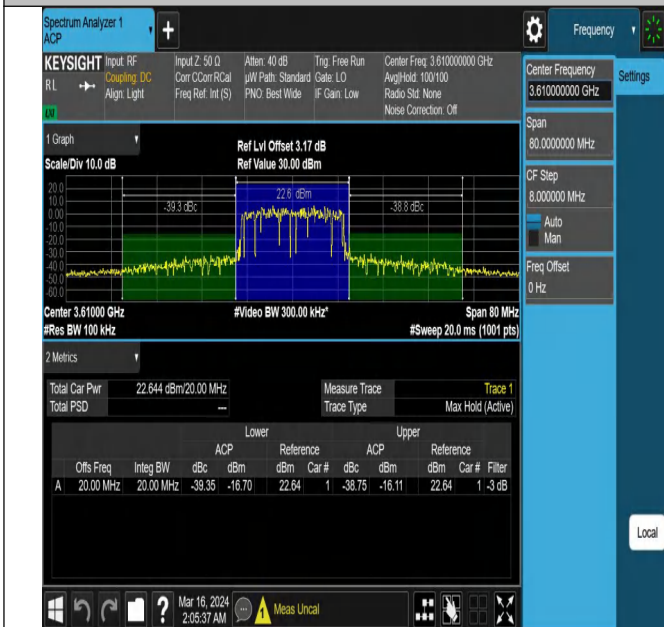 Spectrum Analyzer 1
ACP
Frequency
KEYSIGHT
Input: RF
Input Z: 50 Ω
Atten: 40 dB
Trig: Free Run
Center Freq: 3.610000000 GHz
RL
Coupling: DC
Corr CCorr RCal
µW Path: Standard
Gate: LO
Avg|Hold: 100/100
Align: Light
Freq Ref: Int (S)
PNO: Best Wide
IF Gain: Low
Radio Std: None
Noise Correction: Off
LXI
Center Frequency
3.610000000 GHz
Settings
Span
80.0000000 MHz
CF Step
8.000000 MHz
Auto
Man
Freq Offset
0 Hz
Local
1 Graph
Ref Lvl Offset 3.17 dB
Scale/Div 10.0 dB
Ref Value 30.00 dBm
20.0
10.0
0.00
-10.0
-20.0
-30.0
-40.0
-50.0
-60.0
22.6 dBm
-39.3 dBc
-38.8 dBc
Center 3.61000 GHz
#Video BW 300.00 kHz*
Span 80 MHz
#Res BW 100 kHz
#Sweep 20.0 ms (1001 pts)
2 Metrics
Total Car Pwr 22.644 dBm/20.00 MHz
Measure Trace Trace 1
Total PSD ---
Trace Type Max Hold (Active)
Lower Upper
ACP Reference ACP Reference
Offs Freq Integ BW dBc dBm dBm Car # dBc dBm dBm Car # Filter
A 20.00 MHz 20.00 MHz -39.35 -16.70 22.64 1 -38.75 -16.11 22.64 1 -3 dB
?
Mar 16, 2024
2:05:37 AM
1
Meas Uncal